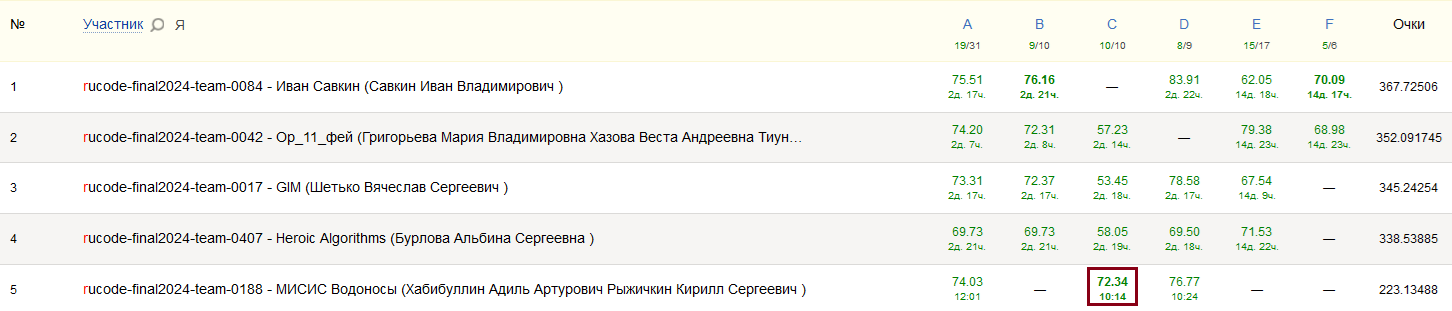 № Участник Я A B C D E F Очки
19/31 9/10 10/10 8/9 15/17 5/6
1 rucode-final2024-team-0084 - Иван Савкин (Савкин Иван Владимирович ) 75.51 76.16 — 83.91 62.05 70.09 367.72506
2д. 17ч. 2д. 21ч. 2д. 22ч. 14д. 18ч. 14д. 17ч.
2 rucode-final2024-team-0042 - Ор_11_фей (Григорьева Мария Владимировна Хазова Веста Андреевна Тиун… 74.20 72.31 57.23 — 79.38 68.98 352.091745
2д. 7ч. 2д. 8ч. 2д. 14ч. 14д. 23ч. 14д. 23ч.
3 rucode-final2024-team-0017 - GIM (Шетько Вячеслав Сергеевич ) 73.31 72.37 53.45 78.58 67.54 — 345.24254
2д. 17ч. 2д. 17ч. 2д. 18ч. 2д. 17ч. 14д. 9ч.
4 rucode-final2024-team-0407 - Heroic Algorithms (Бурлова Альбина Сергеевна ) 69.73 69.73 58.05 69.50 71.53 — 338.53885
2д. 21ч. 2д. 21ч. 2д. 19ч. 2д. 18ч. 14д. 22ч.
5 rucode-final2024-team-0188 - МИСИС Водоносы (Хабибуллин Адиль Артурович Рыжичкин Кирилл Сергеевич ) 74.03 — 72.34 76.77 — — 223.13488
12:01 10:14 10:24